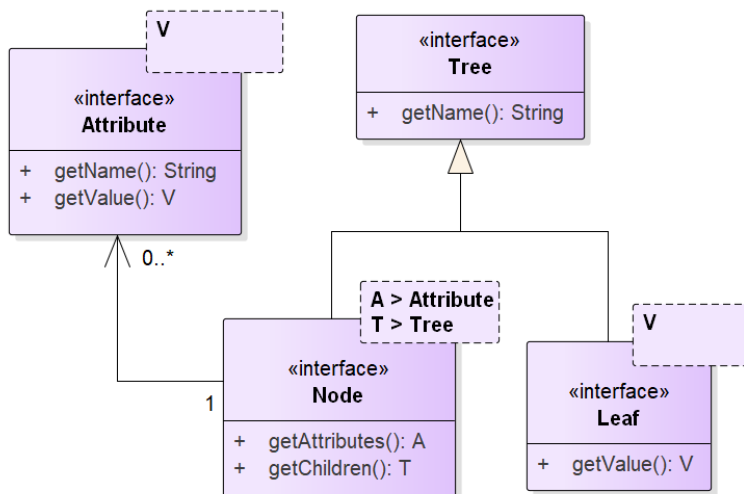 V
«interface»
Attribute
+ getName(): String
+ getValue(): V
«interface»
Tree
+ getName(): String
0..*
1
A > Attribute
T > Tree
«interface»
Node
+ getAttributes(): A
+ getChildren(): T
V
«interface»
Leaf
+ getValue(): V